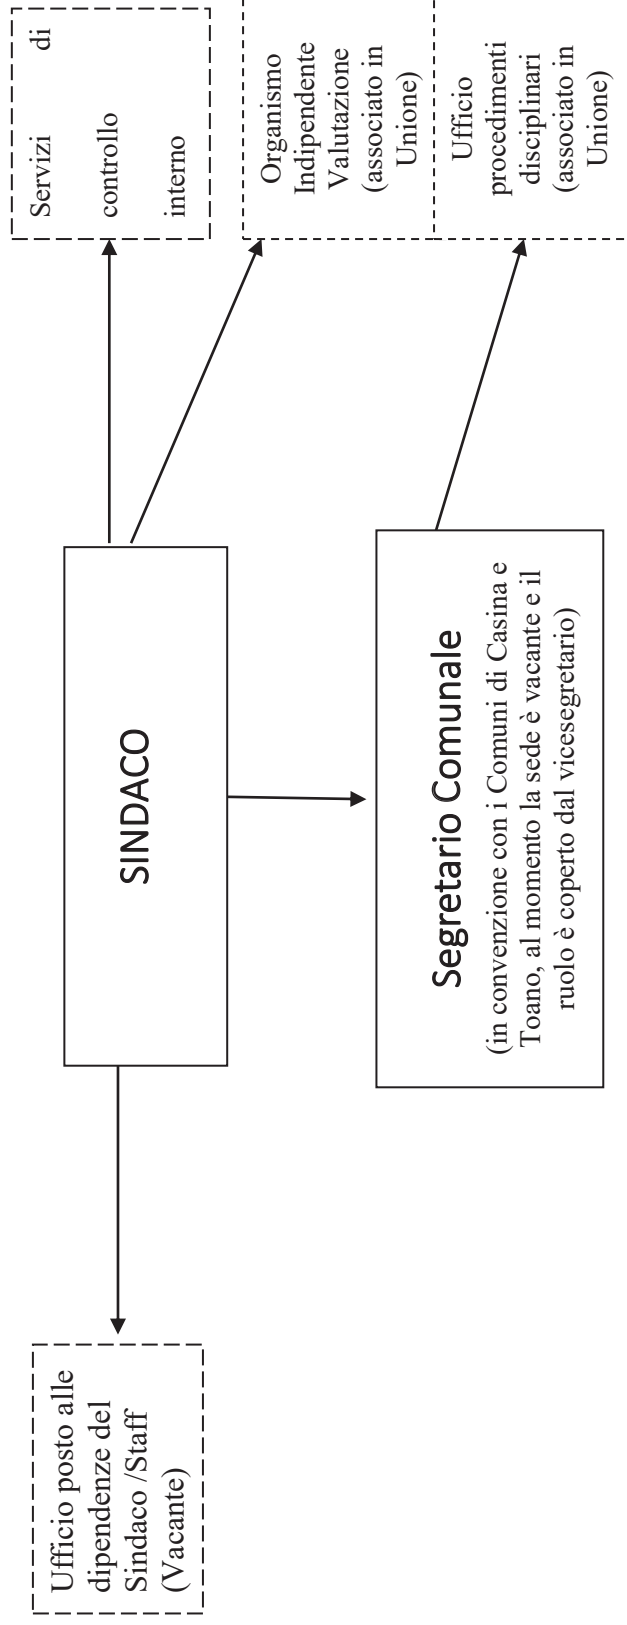 Ufficio posto alle
dipendenze del
Sindaco /Staff
(Vacante)
SINDACO
Servizi di
controllo
interno
Organismo
Indipendente
Valutazione
(associato in
Unione)
Segretario Comunale
(in convenzione con i Comuni di Casina e
Toano, al momento la sede è vacante e il
ruolo è coperto dal vicesegretario)
Ufficio
procedimenti
disciplinari
(associato in
Unione)